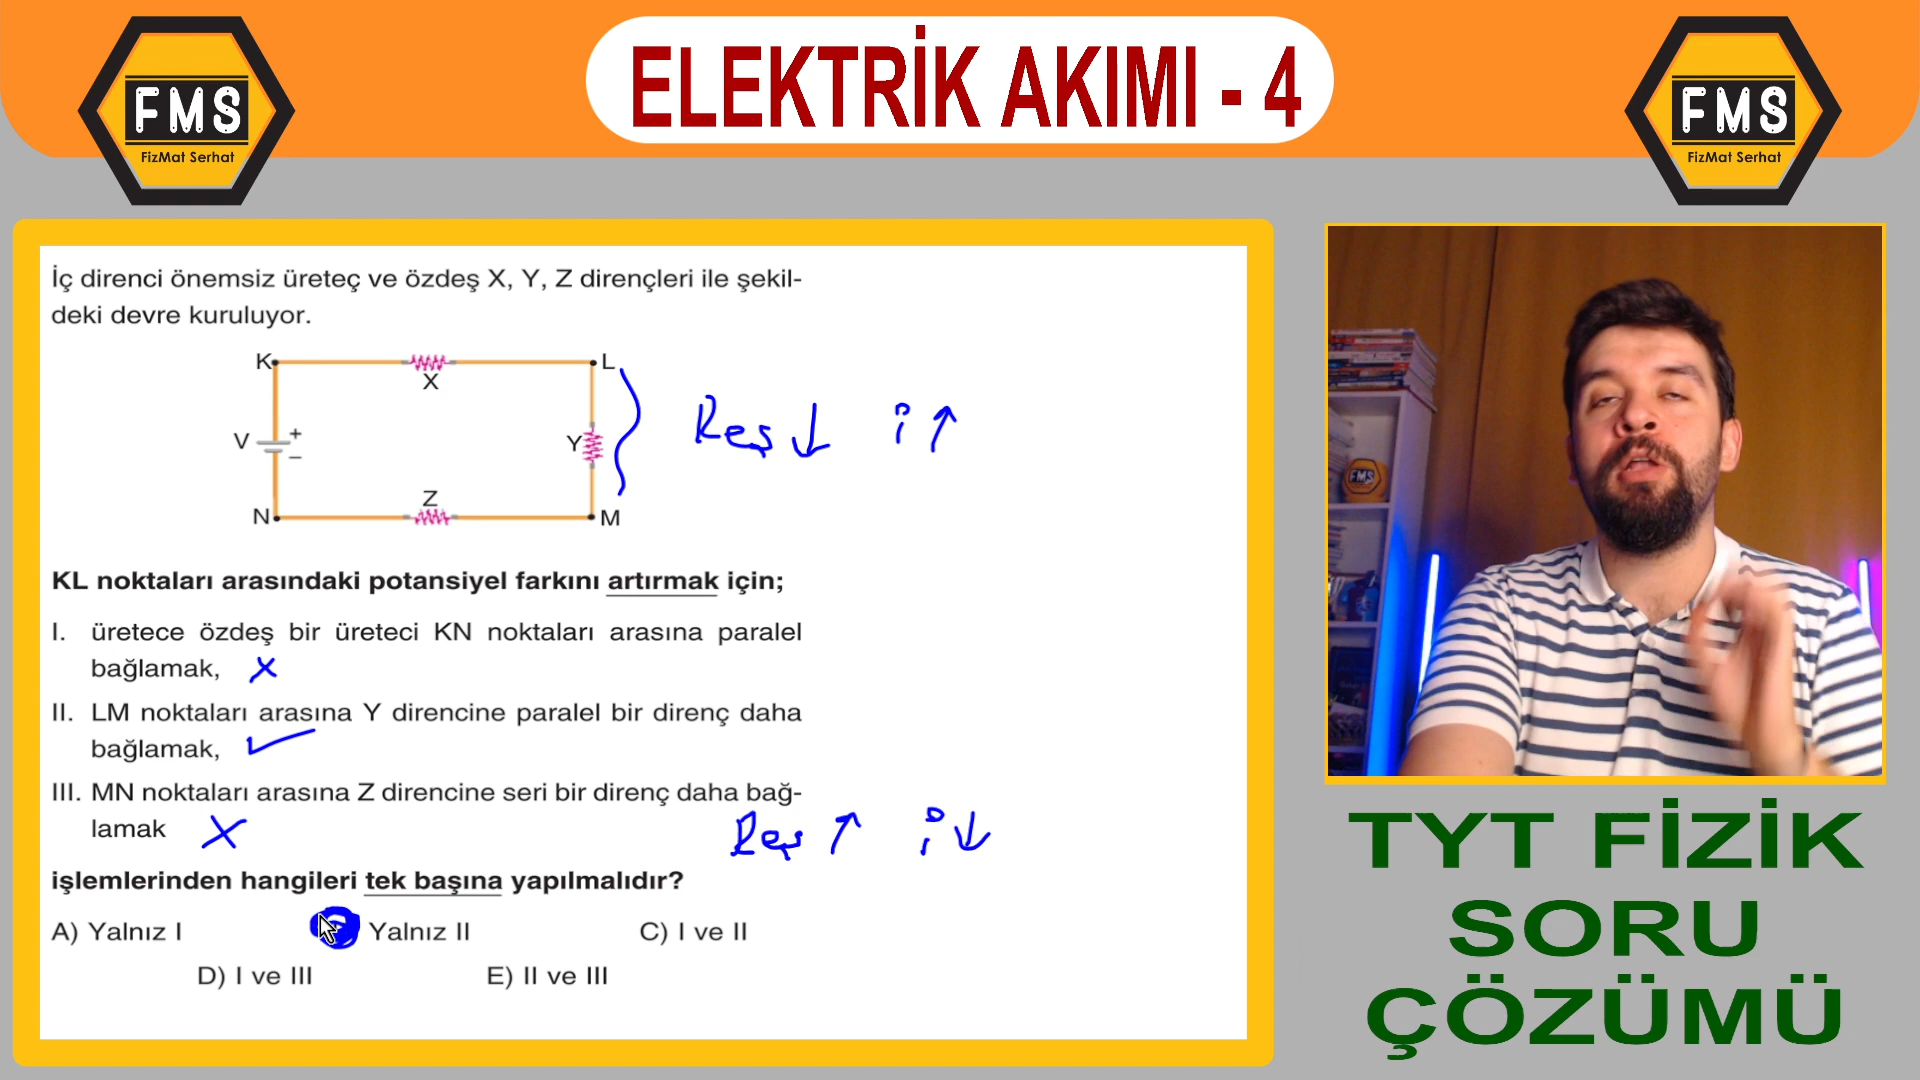 FMS
FizMat Serhat
ELEKTRİK AKIMI - 4
FMS
FizMat Serhat
İç direnci önemsiz üreteç ve özdeş X, Y, Z dirençleri ile şekil-
deki devre kuruluyor.
K
L
X
V
+
−
Y
Z
N
M
Reş ↓ i ↑
KL noktaları arasındaki potansiyel farkını artırmak için;
I. üretece özdeş bir üreteci KN noktaları arasına paralel
bağlamak, X
II. LM noktaları arasına Y direncine paralel bir direnç daha
bağlamak, ✓
III. MN noktaları arasına Z direncine seri bir direnç daha bağ-
lamak X
Reş ↑ i ↓
işlemlerinden hangileri tek başına yapılmalıdır?
A) Yalnız I
Yalnız II
C) I ve II
D) I ve III
E) II ve III
FMS
TYT FİZİK
SORU
ÇÖZÜMÜ